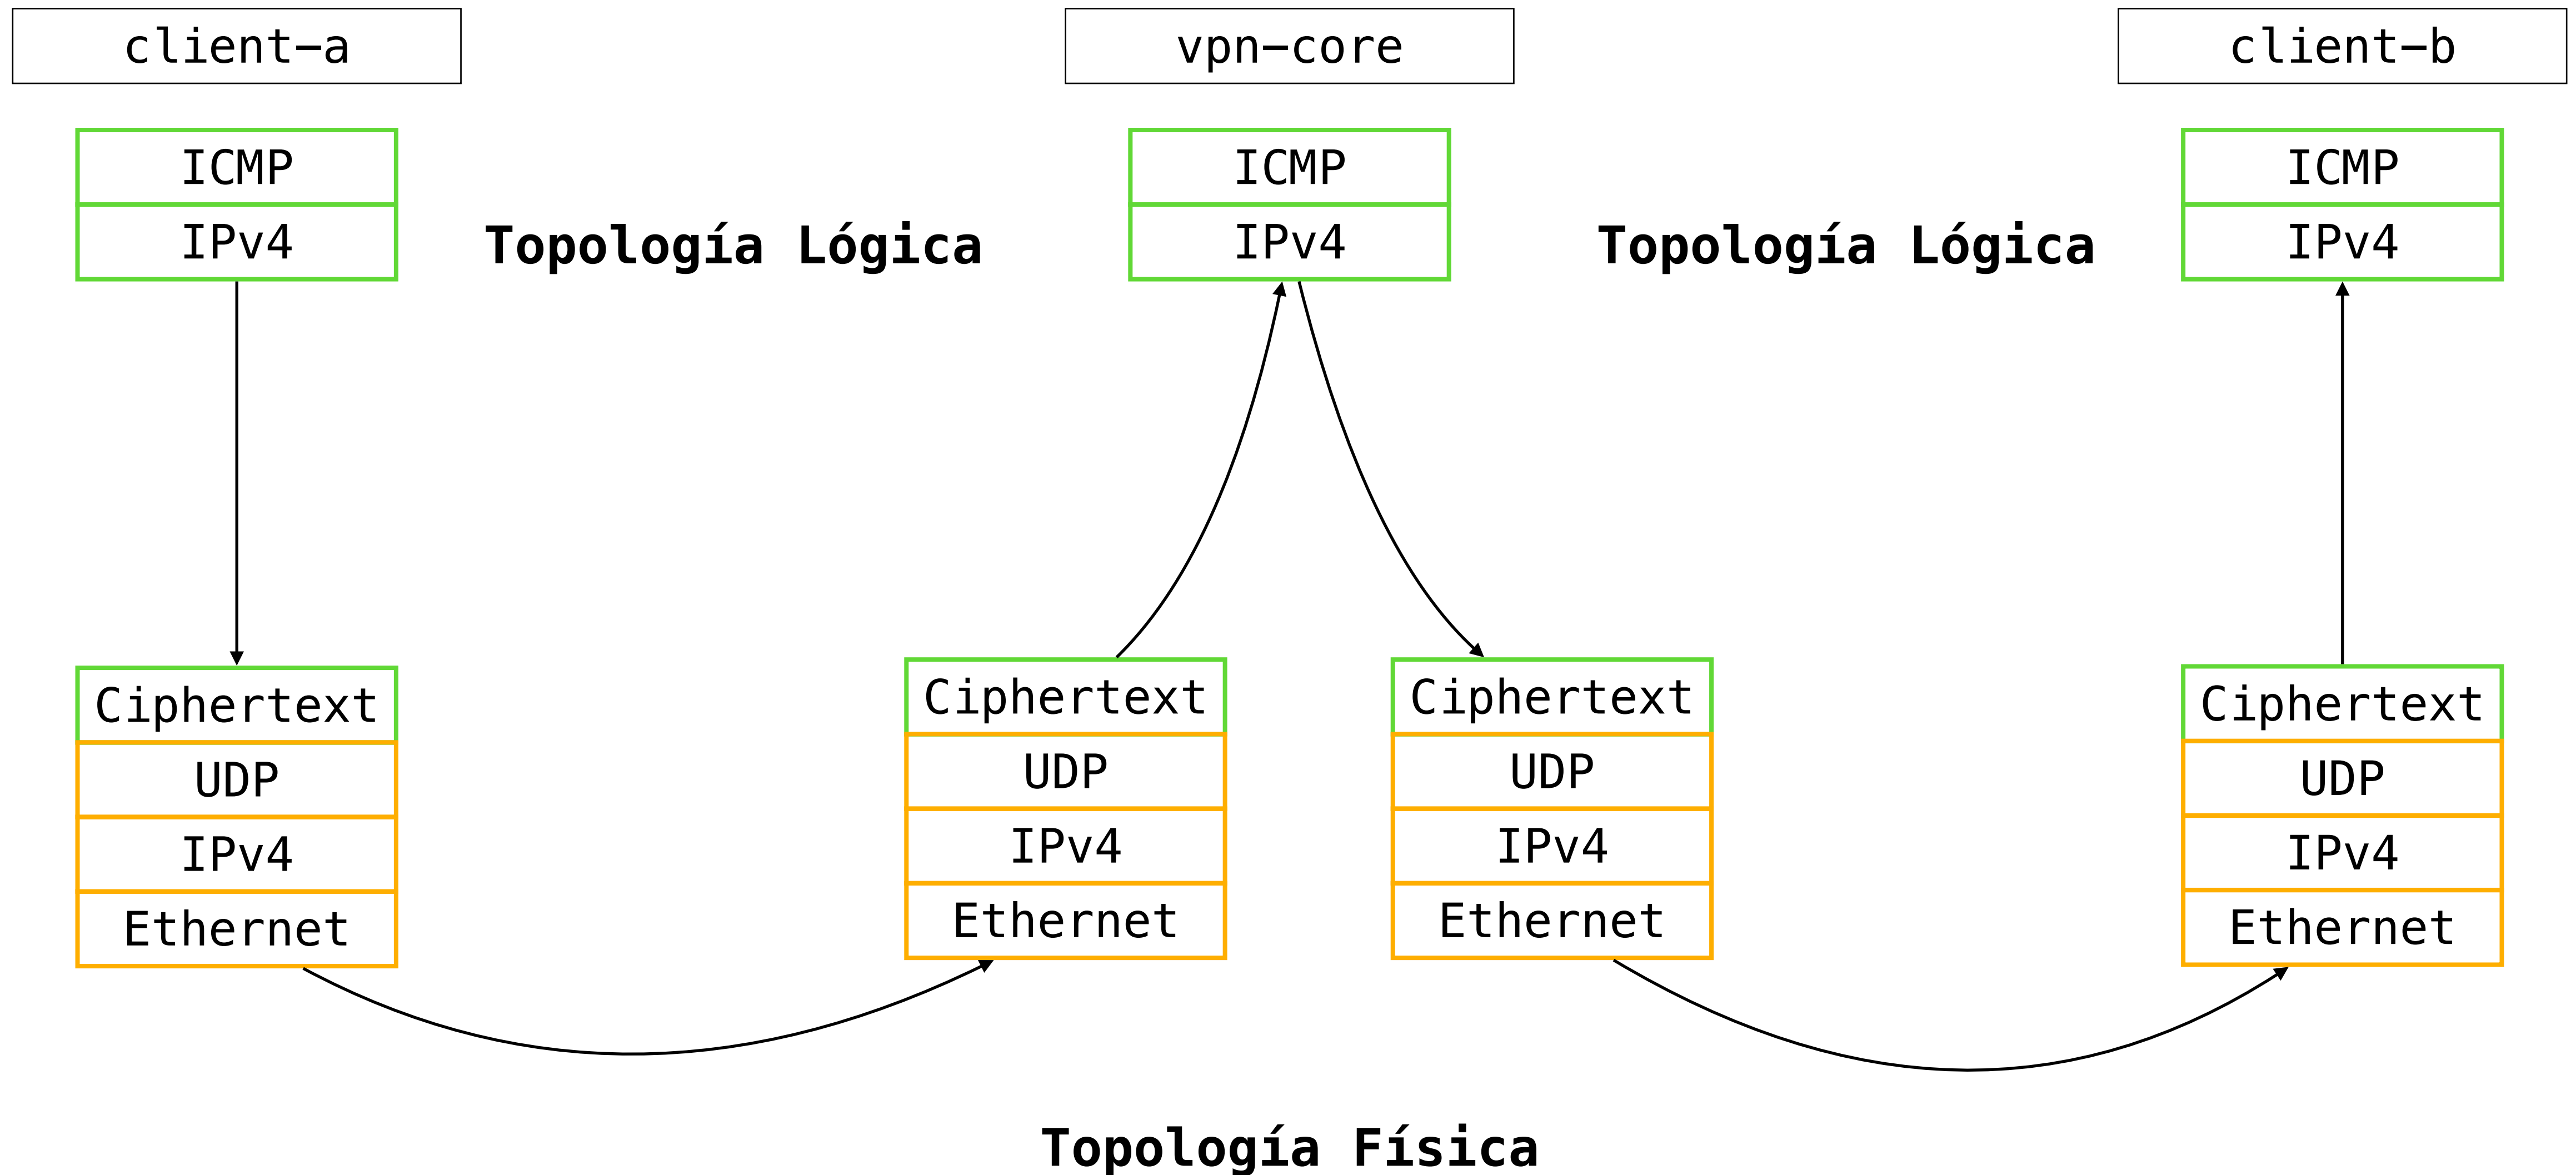 client-a
vpn-core
client-b
ICMP
IPv4
Topología Lógica
ICMP
IPv4
Topología Lógica
ICMP
IPv4
Ciphertext
UDP
IPv4
Ethernet
Ciphertext
UDP
IPv4
Ethernet
Ciphertext
UDP
IPv4
Ethernet
Ciphertext
UDP
IPv4
Ethernet
Topología Física